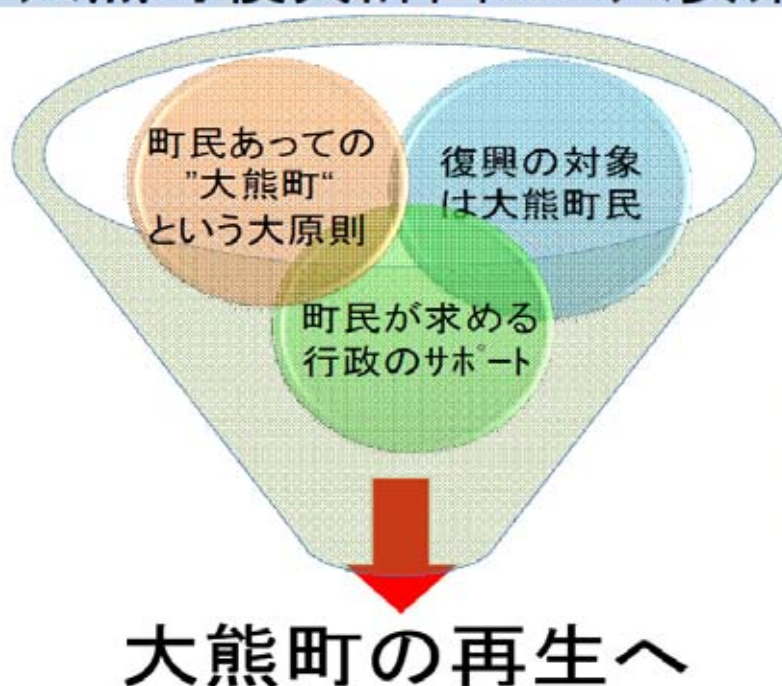 町民あっての
”大熊町“
という大原則
復興の対象
は大熊町民
町民が求める
行政のサポート
大熊町の再生へ